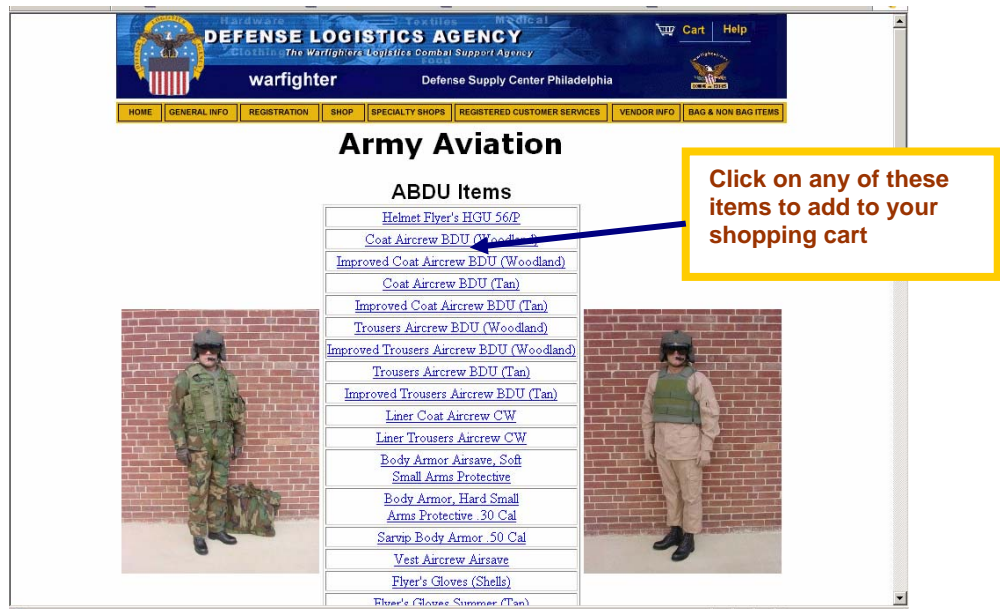 Hardware Textiles Medical
DEFENSE LOGISTICS AGENCY
Clothing The Warfighters Logistics Combat Support Agency
Food
warfighter
Defense Supply Center Philadelphia
Cart Help
HOME GENERAL INFO REGISTRATION SHOP SPECIALTY SHOPS REGISTERED CUSTOMER SERVICES VENDOR INFO BAG & NON BAG ITEMS
Army Aviation
ABDU Items
Helmet Flyer's HGU 56/P
Coat Aircrew BDU (Woodland)
Improved Coat Aircrew BDU (Woodland)
Coat Aircrew BDU (Tan)
Improved Coat Aircrew BDU (Tan)
Trousers Aircrew BDU (Woodland)
Improved Trousers Aircrew BDU (Woodland)
Trousers Aircrew BDU (Tan)
Improved Trousers Aircrew BDU (Tan)
Liner Coat Aircrew CW
Liner Trousers Aircrew CW
Body Armor Airsave, Soft
Small Arms Protective
Body Armor, Hard Small
Arms Protective .30 Cal
Sarvip Body Armor .50 Cal
Vest Aircrew Airsave
Flyer's Gloves (Shells)
Flyer's Gloves Summer (Tan)
Click on any of these
items to add to your
shopping cart